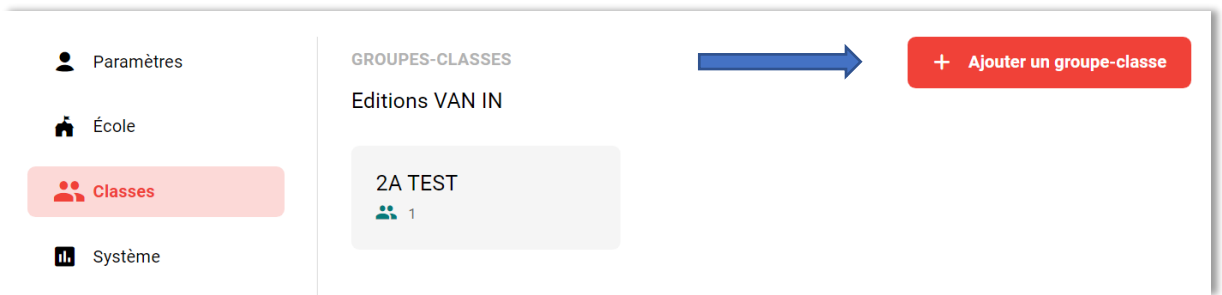 Paramètres
École
Classes
Système
GROUPES-CLASSES
Editions VAN IN
2A TEST
1
+ Ajouter un groupe-classe